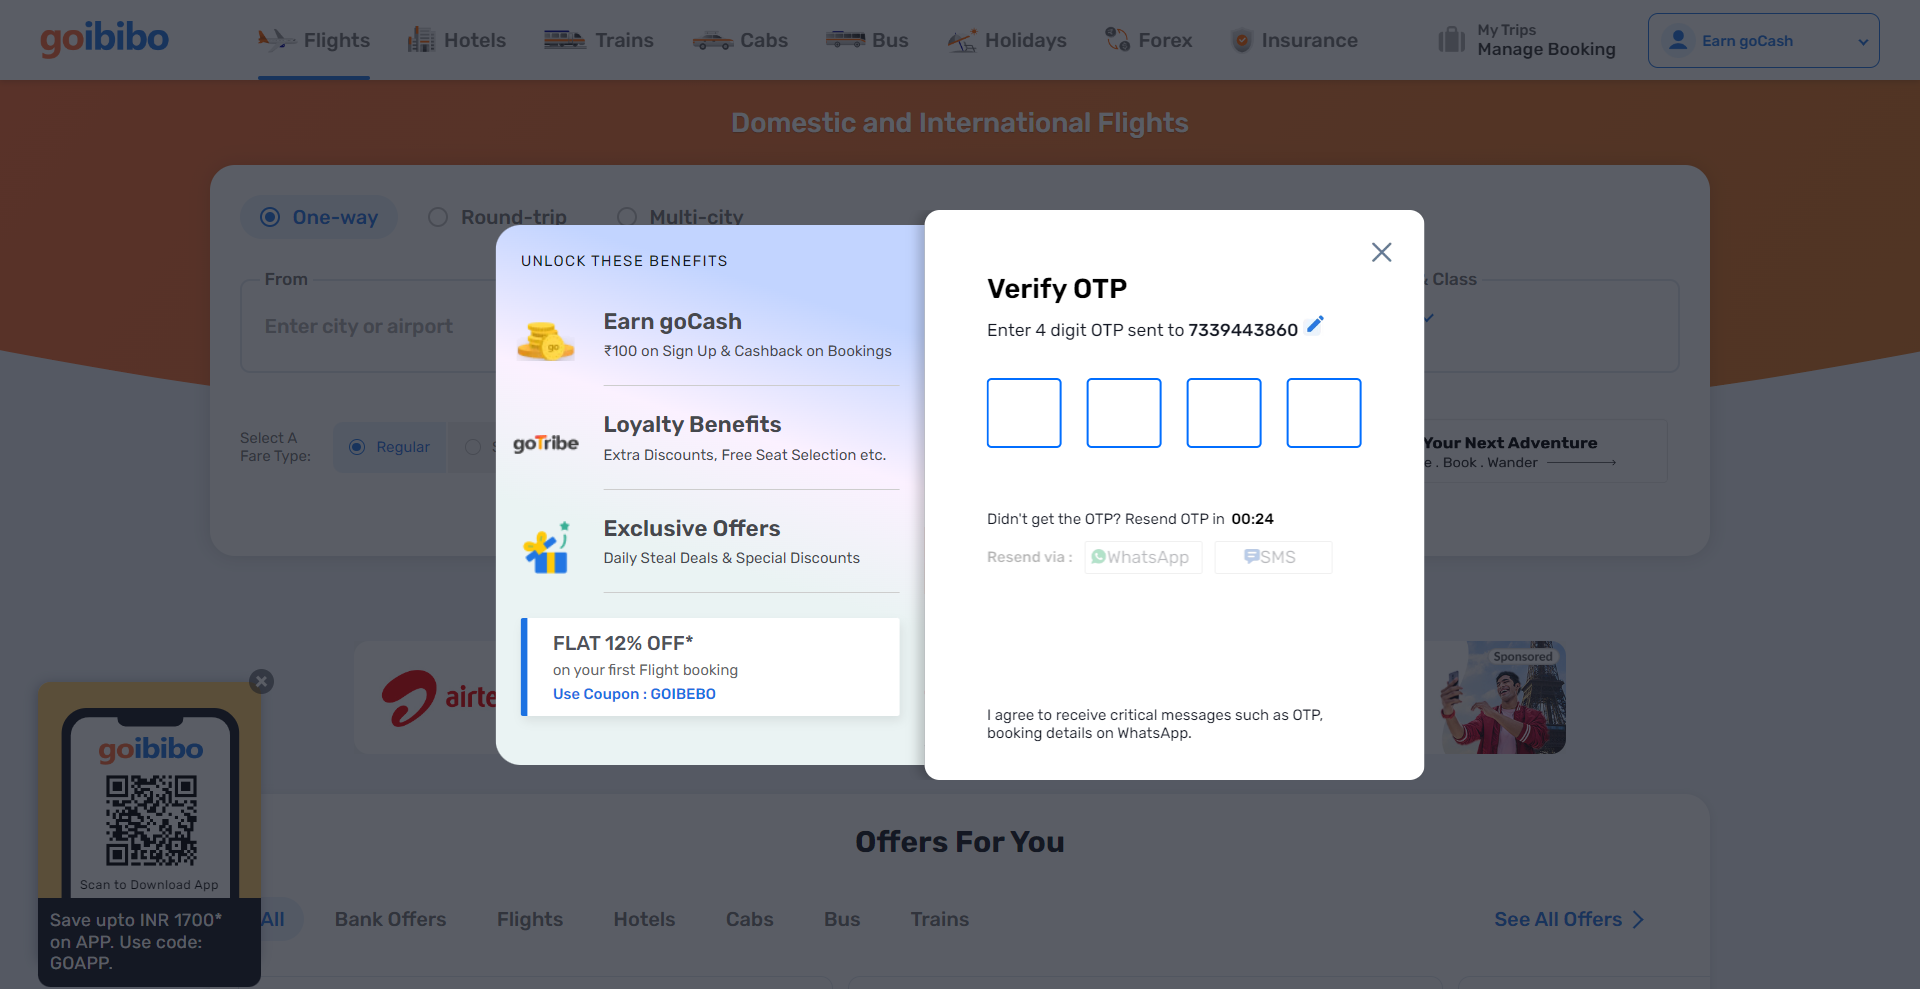 goibibo
Flights
Hotels
Trains
Cabs
Bus
Holidays
Forex
Insurance
My Trips
Manage Booking
Earn goCash
Domestic and International Flights
One-way
Round-trip
Multi-city
From
Enter city or airport
& Class
Select A
Fare Type:
Regular
Your Next Adventure
. Book . Wander
UNLOCK THESE BENEFITS
Earn goCash
₹100 on Sign Up & Cashback on Bookings
goTribe
Loyalty Benefits
Extra Discounts, Free Seat Selection etc.
Exclusive Offers
Daily Steal Deals & Special Discounts
FLAT 12% OFF*
on your first Flight booking
Use Coupon : GOIBEBO
Verify OTP
Enter 4 digit OTP sent to 7339443860
Didn't get the OTP? Resend OTP in 00:24
Resend via :
WhatsApp
SMS
I agree to receive critical messages such as OTP,
booking details on WhatsApp.
airte
Sponsored
goibibo
Scan to Download App
Save upto INR 1700*
on APP. Use code:
GOAPP.
Offers For You
All
Bank Offers
Flights
Hotels
Cabs
Bus
Trains
See All Offers